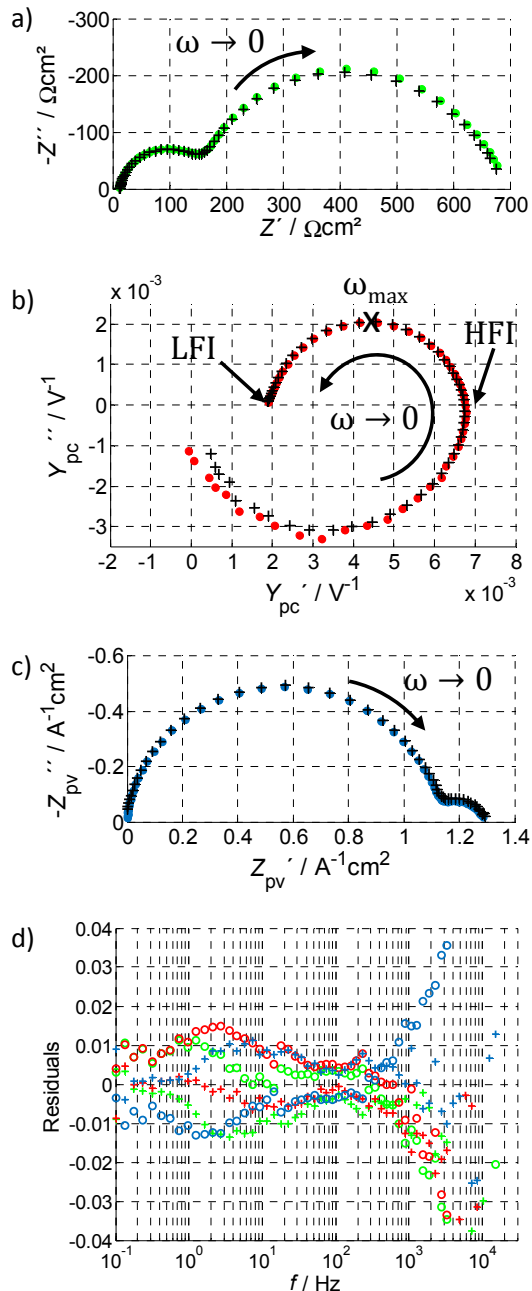 a)
-300
-200
-100
0
-Z´´ / Ωcm²
ω → 0
0 100 200 300 400 500 600 700
Z´ / Ωcm²
b)
x 10⁻³
2
1
0
-1
-2
-3
Y_pc´´ / V⁻¹
LFI
ω_max
X
HFI
ω → 0
-2 -1 0 1 2 3 4 5 6 7 8
Y_pc´ / V⁻¹
x 10⁻³
c)
-0.6
-0.4
-0.2
0
-Z_pv´´ / A⁻¹cm²
ω → 0
0 0.2 0.4 0.6 0.8 1 1.2 1.4
Z_pv´ / A⁻¹cm²
d)
0.04
0.03
0.02
0.01
0
-0.01
-0.02
-0.03
-0.04
Residuals
10⁻¹ 10⁰ 10¹ 10² 10³ 10⁴
f / Hz